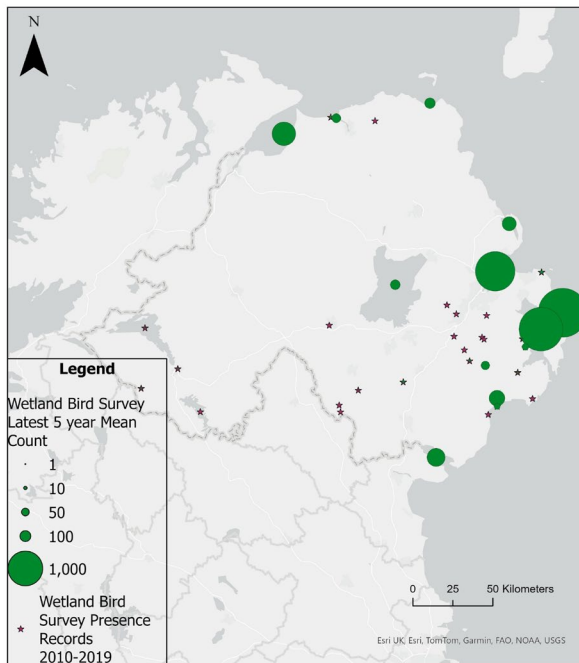 N
Legend
Wetland Bird Survey
Latest 5 year Mean
Count
1
10
50
100
1,000
Wetland Bird
Survey Presence
Records
2010-2019
0 25 50 Kilometers
Esri UK, Esri, TomTom, Garmin, FAO, NOAA, USGS